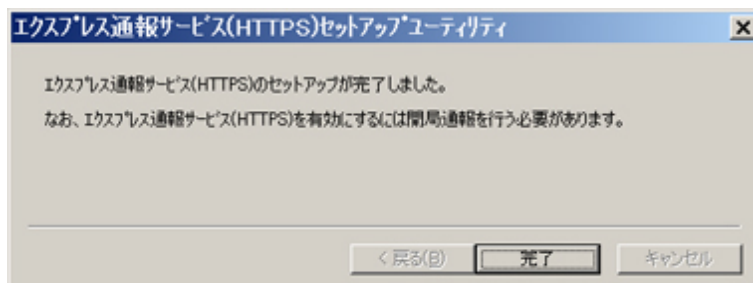 エクスプレス通報サービス(HTTPS)セットアップユーティリティ
エクスプレス通報サービス(HTTPS)のセットアップが完了しました。
なお、エクスプレス通報サービス(HTTPS)を有効にするには開局通報を行う必要があります。
< 戻る(B)
完了
キャンセル